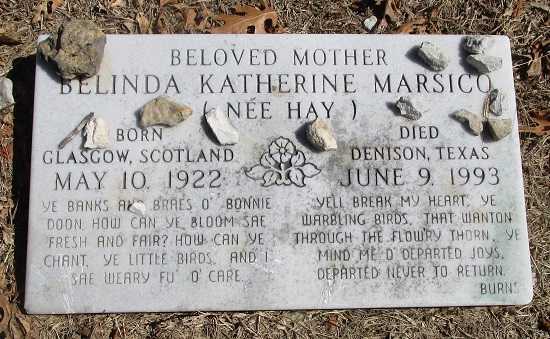 BELOVED MOTHER
BELINDA KATHERINE MARSICO
( NÉE HAY )
BORN
GLASGOW, SCOTLAND
MAY 10, 1922
DIED
DENISON, TEXAS
JUNE 9, 1993
YE BANKS AND BRAES O' BONNIE
DOON HOW CAN YE BLOOM SAE
FRESH AND FAIR? HOW CAN YE
CHANT, YE LITTLE BIRDS, AND I
SAE WEARY FU' O' CARE.
YELL BREAK MY HEART, YE
WARBLING BIRDS, THAT WANTON
THROUGH THE FLOW'RY THORN, YE
MIND ME O' DEPARTED JOYS,
DEPARTED NEVER TO RETURN.
BURNS